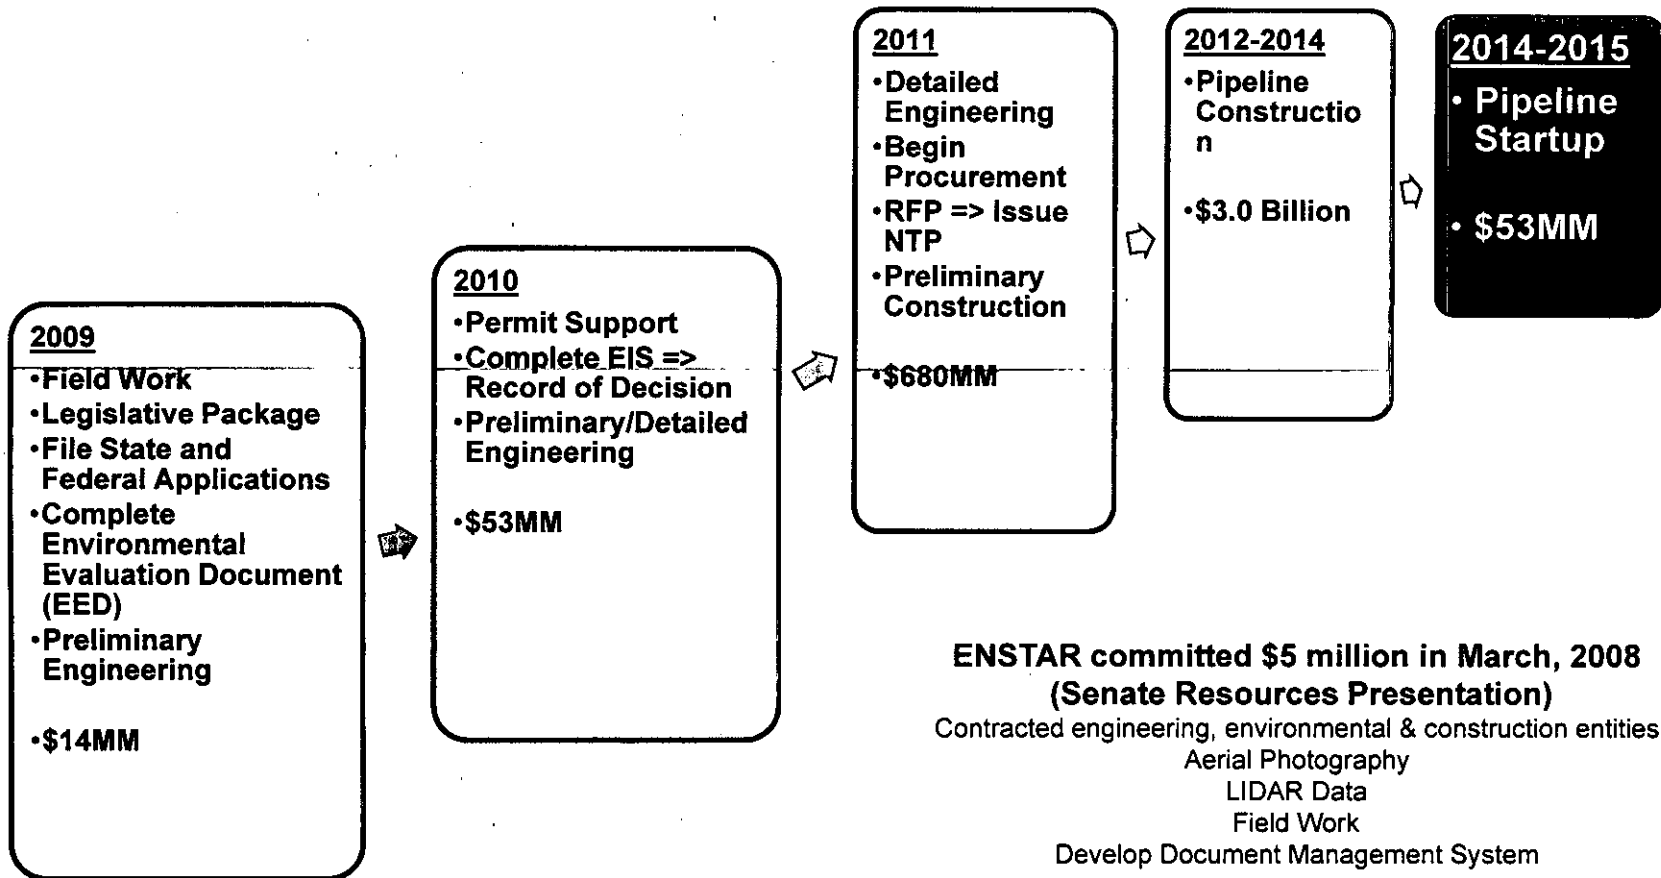 2009
•Field Work
•Legislative Package
•File State and
Federal Applications
•Complete
Environmental
Evaluation Document
(EED)
•Preliminary
Engineering
•$14MM
2010
•Permit Support
•Complete EIS =>
Record of Decision
•Preliminary/Detailed
Engineering
•$53MM
2011
•Detailed
Engineering
•Begin
Procurement
•RFP => Issue
NTP
•Preliminary
Construction
•$680MM
2012-2014
•Pipeline
Constructio
n
•$3.0 Billion
2014-2015
• Pipeline
Startup
• $53MM
ENSTAR committed $5 million in March, 2008
(Senate Resources Presentation)
Contracted engineering, environmental & construction entities
Aerial Photography
LIDAR Data
Field Work
Develop Document Management System